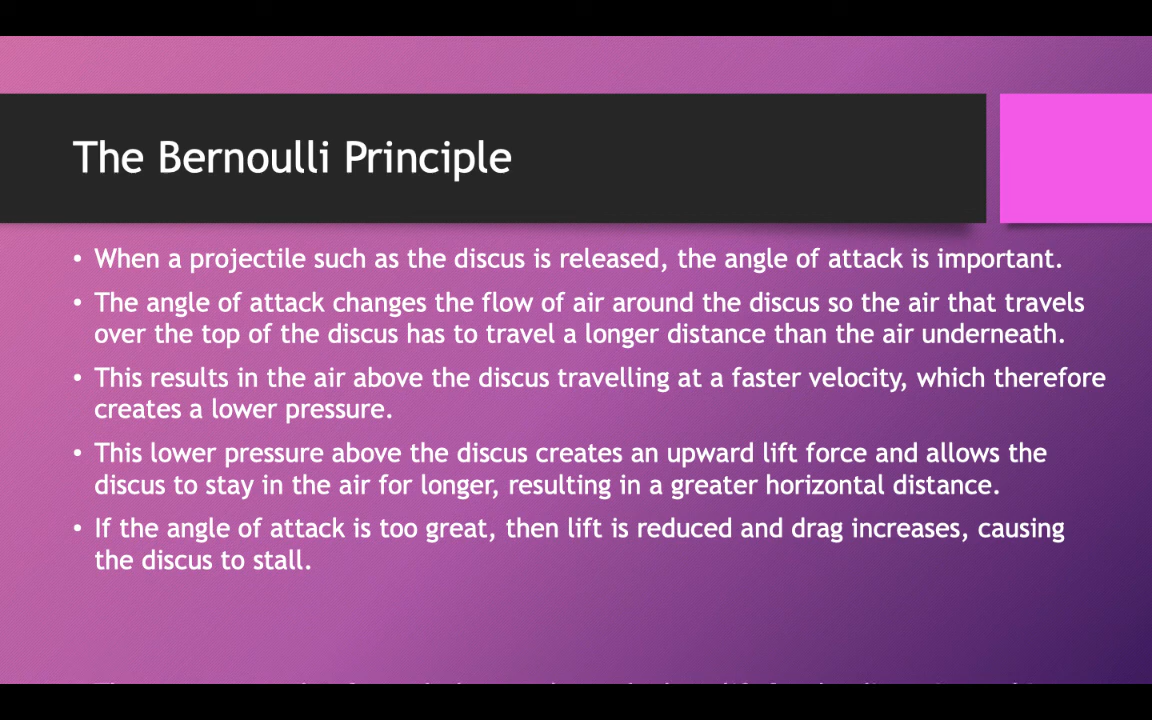 The Bernoulli Principle
• When a projectile such as the discus is released, the angle of attack is important.
• The angle of attack changes the flow of air around the discus so the air that travels
over the top of the discus has to travel a longer distance than the air underneath.
• This results in the air above the discus travelling at a faster velocity, which therefore
creates a lower pressure.
• This lower pressure above the discus creates an upward lift force and allows the
discus to stay in the air for longer, resulting in a greater horizontal distance.
• If the angle of attack is too great, then lift is reduced and drag increases, causing
the discus to stall.